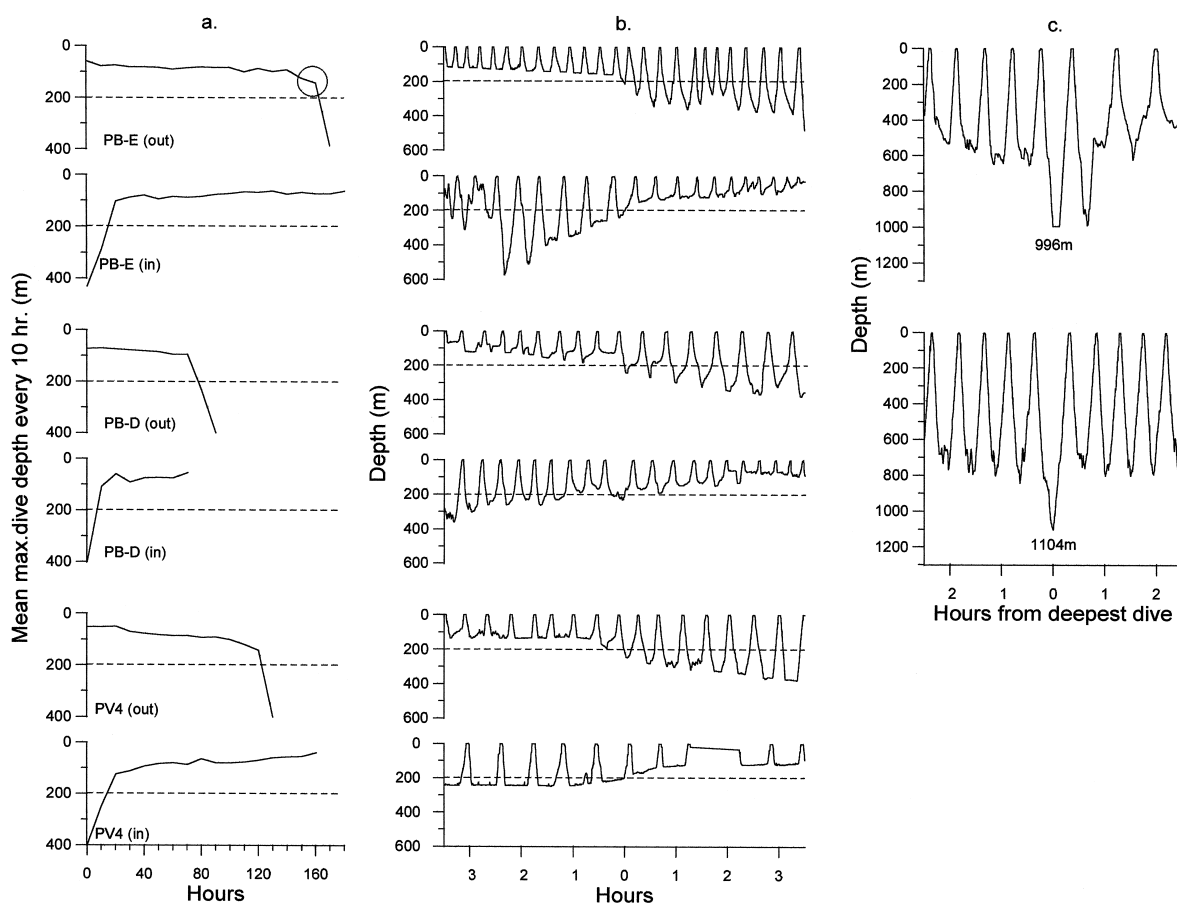 a.
Mean max.dive depth every 10 hr. (m)
0
200
400
PB-E (out)
0
200
400
PB-E (in)
0
200
400
PB-D (out)
0
200
400
PB-D (in)
0
200
400
PV4 (out)
0
200
400
PV4 (in)
0 40 80 120 160
Hours
b.
Depth (m)
0
200
400
600
0
200
400
600
0
200
400
600
0
200
400
600
0
200
400
600
0
200
400
600
3 2 1 0 1 2 3
Hours
c.
Depth (m)
0
200
400
600
800
1000
1200
996m
0
200
400
600
800
1000
1200
1104m
2 1 0 1 2
Hours from deepest dive